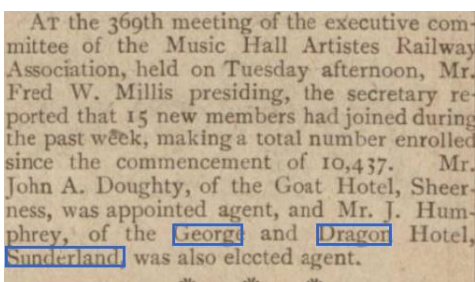 AT the 369th meeting of the executive com-
mittee of the Music Hall Artistes Railway
Association, held on Tuesday afternoon, Mr.
Fred W. Millis presiding, the secretary re-
ported that 15 new members had joined during
the past week, making a total number enrolled
since the commencement of 10,437. Mr.
John A. Doughty, of the Goat Hotel, Sheer-
ness, was appointed agent, and Mr. J. Hum-
phrey, of the George and Dragon Hotel,
Sunderland, was also elected agent.